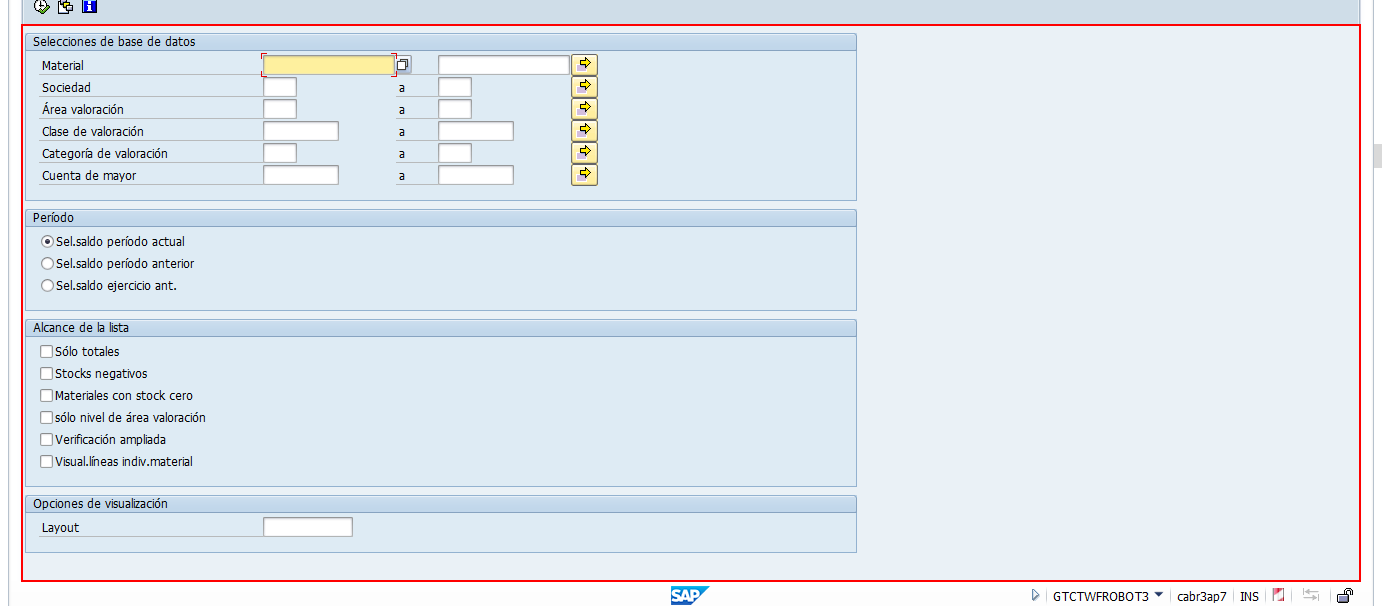 Selecciones de base de datos
Material
Sociedad a
Área valoración a
Clase de valoración a
Categoría de valoración a
Cuenta de mayor a
Período
Sel.saldo período actual
Sel.saldo período anterior
Sel.saldo ejercicio ant.
Alcance de la lista
Sólo totales
Stocks negativos
Materiales con stock cero
sólo nivel de área valoración
Verificación ampliada
Visual.líneas indiv.material
Opciones de visualización
Layout
SAP GTCTWFROBOT3 cabr3ap7 INS